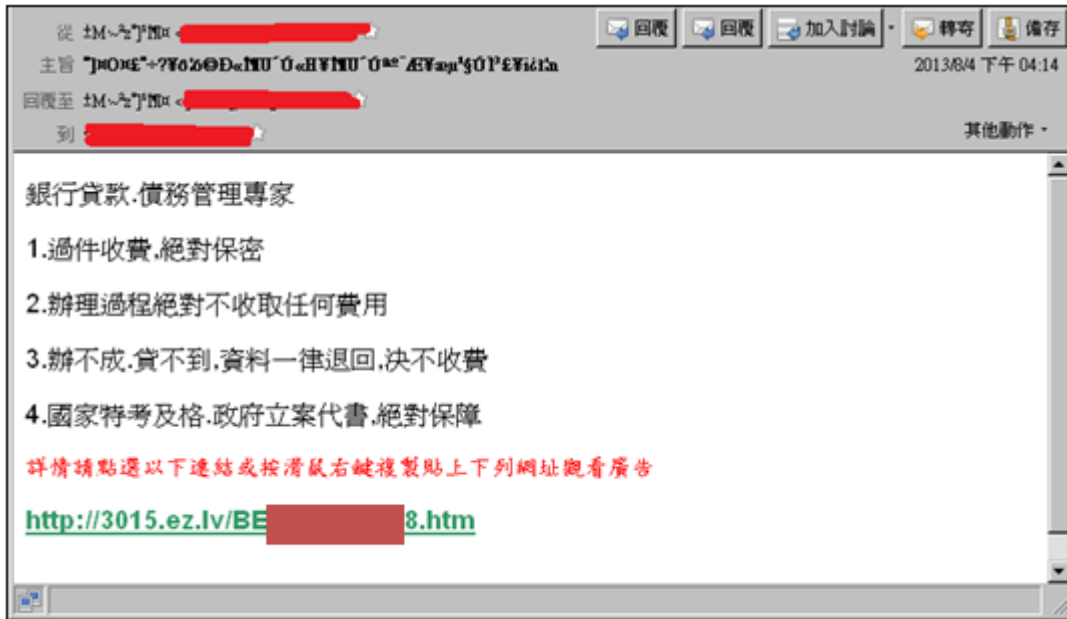 回覆 回覆 加入討論 轉寄 備存
從
主旨
2013/8/4 下午 04:14
回覆至
到
其他動作
銀行貸款.債務管理專家
1.過件收費,絕對保密
2.辦理過程絕對不收取任何費用
3.辦不成.貸不到,資料一律退回,決不收費
4.國家特考及格.政府立案代書,絕對保障
詳情請點選以下連結或按滑鼠右鍵複製貼上下列網址觀看廣告
http://3015.ez.lv/BE 8.htm